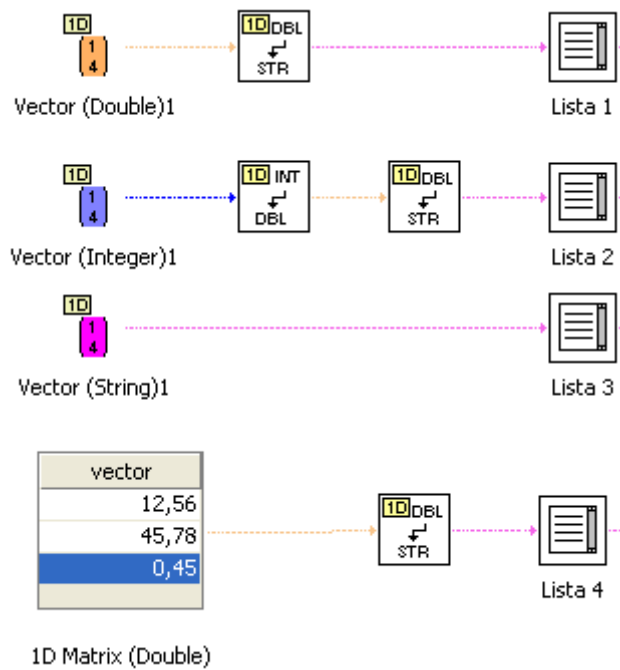 1D
1
4
1D DBL
STR
Vector (Double)1
Lista 1
1D
1
4
1D INT
DBL
1D DBL
STR
Vector (Integer)1
Lista 2
1D
1
4
Vector (String)1
Lista 3
vector
12,56
45,78
0,45
1D DBL
STR
Lista 4
1D Matrix (Double)